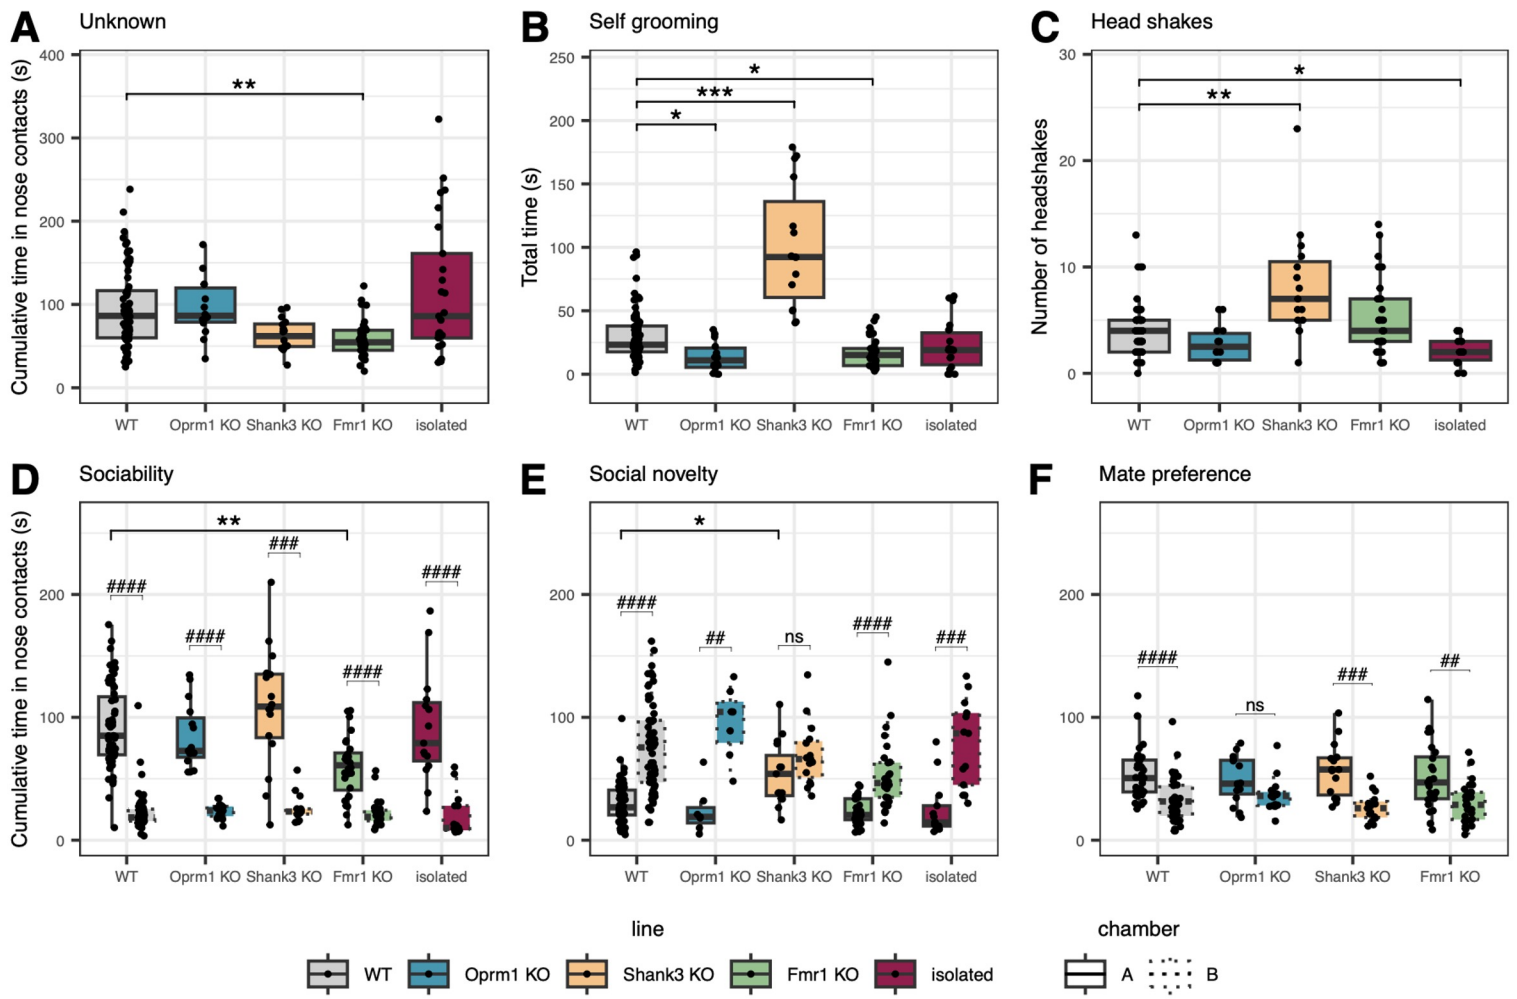 A Unknown
Cumulative time in nose contacts (s)
400
300
200
100
0
**
WT Oprm1 KO Shank3 KO Fmr1 KO isolated
B Self grooming
Total time (s)
250
200
150
100
50
0
*
***
*
WT Oprm1 KO Shank3 KO Fmr1 KO isolated
C Head shakes
Number of headshakes
30
20
10
0
*
**
WT Oprm1 KO Shank3 KO Fmr1 KO isolated
D Sociability
Cumulative time in nose contacts (s)
200
100
0
**
#### #### ### #### ####
WT Oprm1 KO Shank3 KO Fmr1 KO isolated
E Social novelty
200
100
0
*
#### ## ns #### ###
WT Oprm1 KO Shank3 KO Fmr1 KO isolated
F Mate preference
200
100
0
#### ns ### ##
WT Oprm1 KO Shank3 KO Fmr1 KO
line
WT Oprm1 KO Shank3 KO Fmr1 KO isolated
chamber
A B